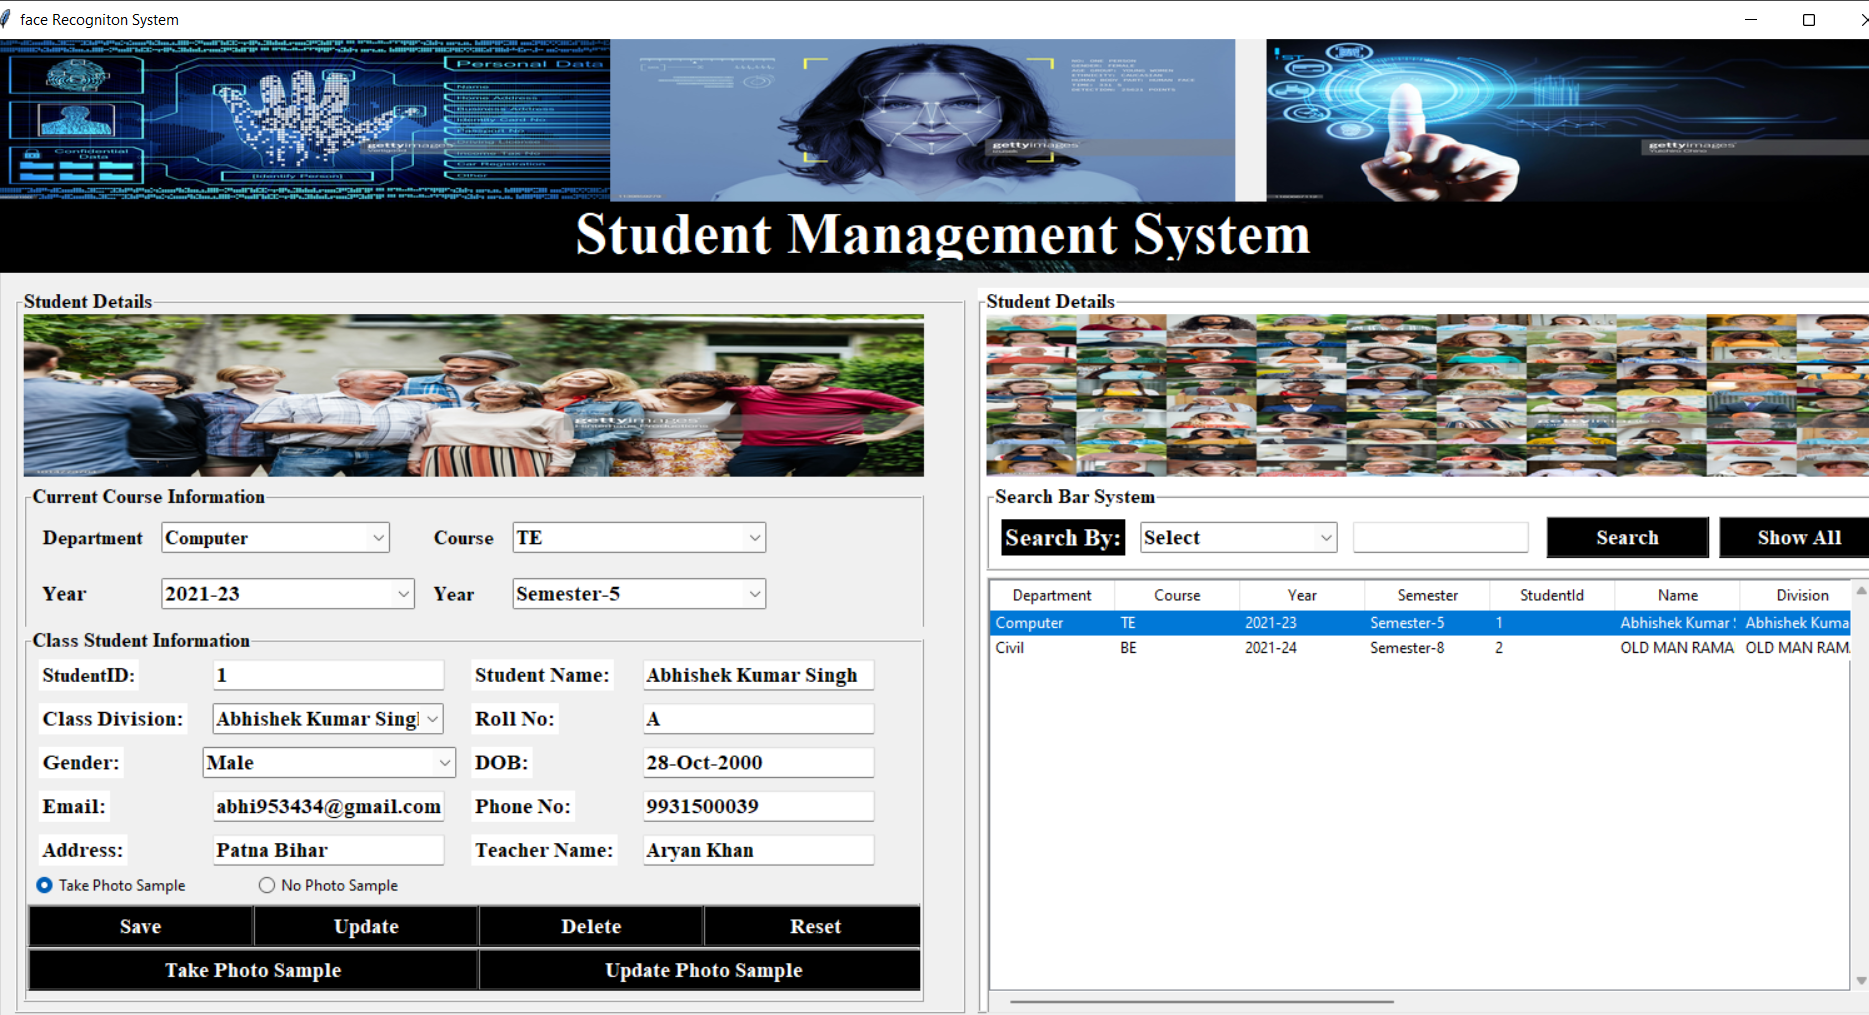 face Recogniton System
Personal Data
Name
Home Address
Business Address
Identity Card No
Passport No
Driving License
Income Tax No
Car Registration
Other
Confidential
Data
(Identify Person)
gettyimages
gettyimages
gettyimages
Student Management System
Student Details
gettyimages
Current Course Information
Department Computer Course TE
Year 2021-23 Year Semester-5
Class Student Information
StudentID: 1 Student Name: Abhishek Kumar Singh
Class Division: Abhishek Kumar Singl Roll No: A
Gender: Male DOB: 28-Oct-2000
Email: abhi953434@gmail.com Phone No: 9931500039
Address: Patna Bihar Teacher Name: Aryan Khan
Take Photo Sample No Photo Sample
Save Update Delete Reset
Take Photo Sample Update Photo Sample
Student Details
Search Bar System
Search By: Select Search Show All
Department Course Year Semester StudentId Name Division
Computer TE 2021-23 Semester-5 1 Abhishek Kumar Abhishek Kuma
Civil BE 2021-24 Semester-8 2 OLD MAN RAMA OLD MAN RAM